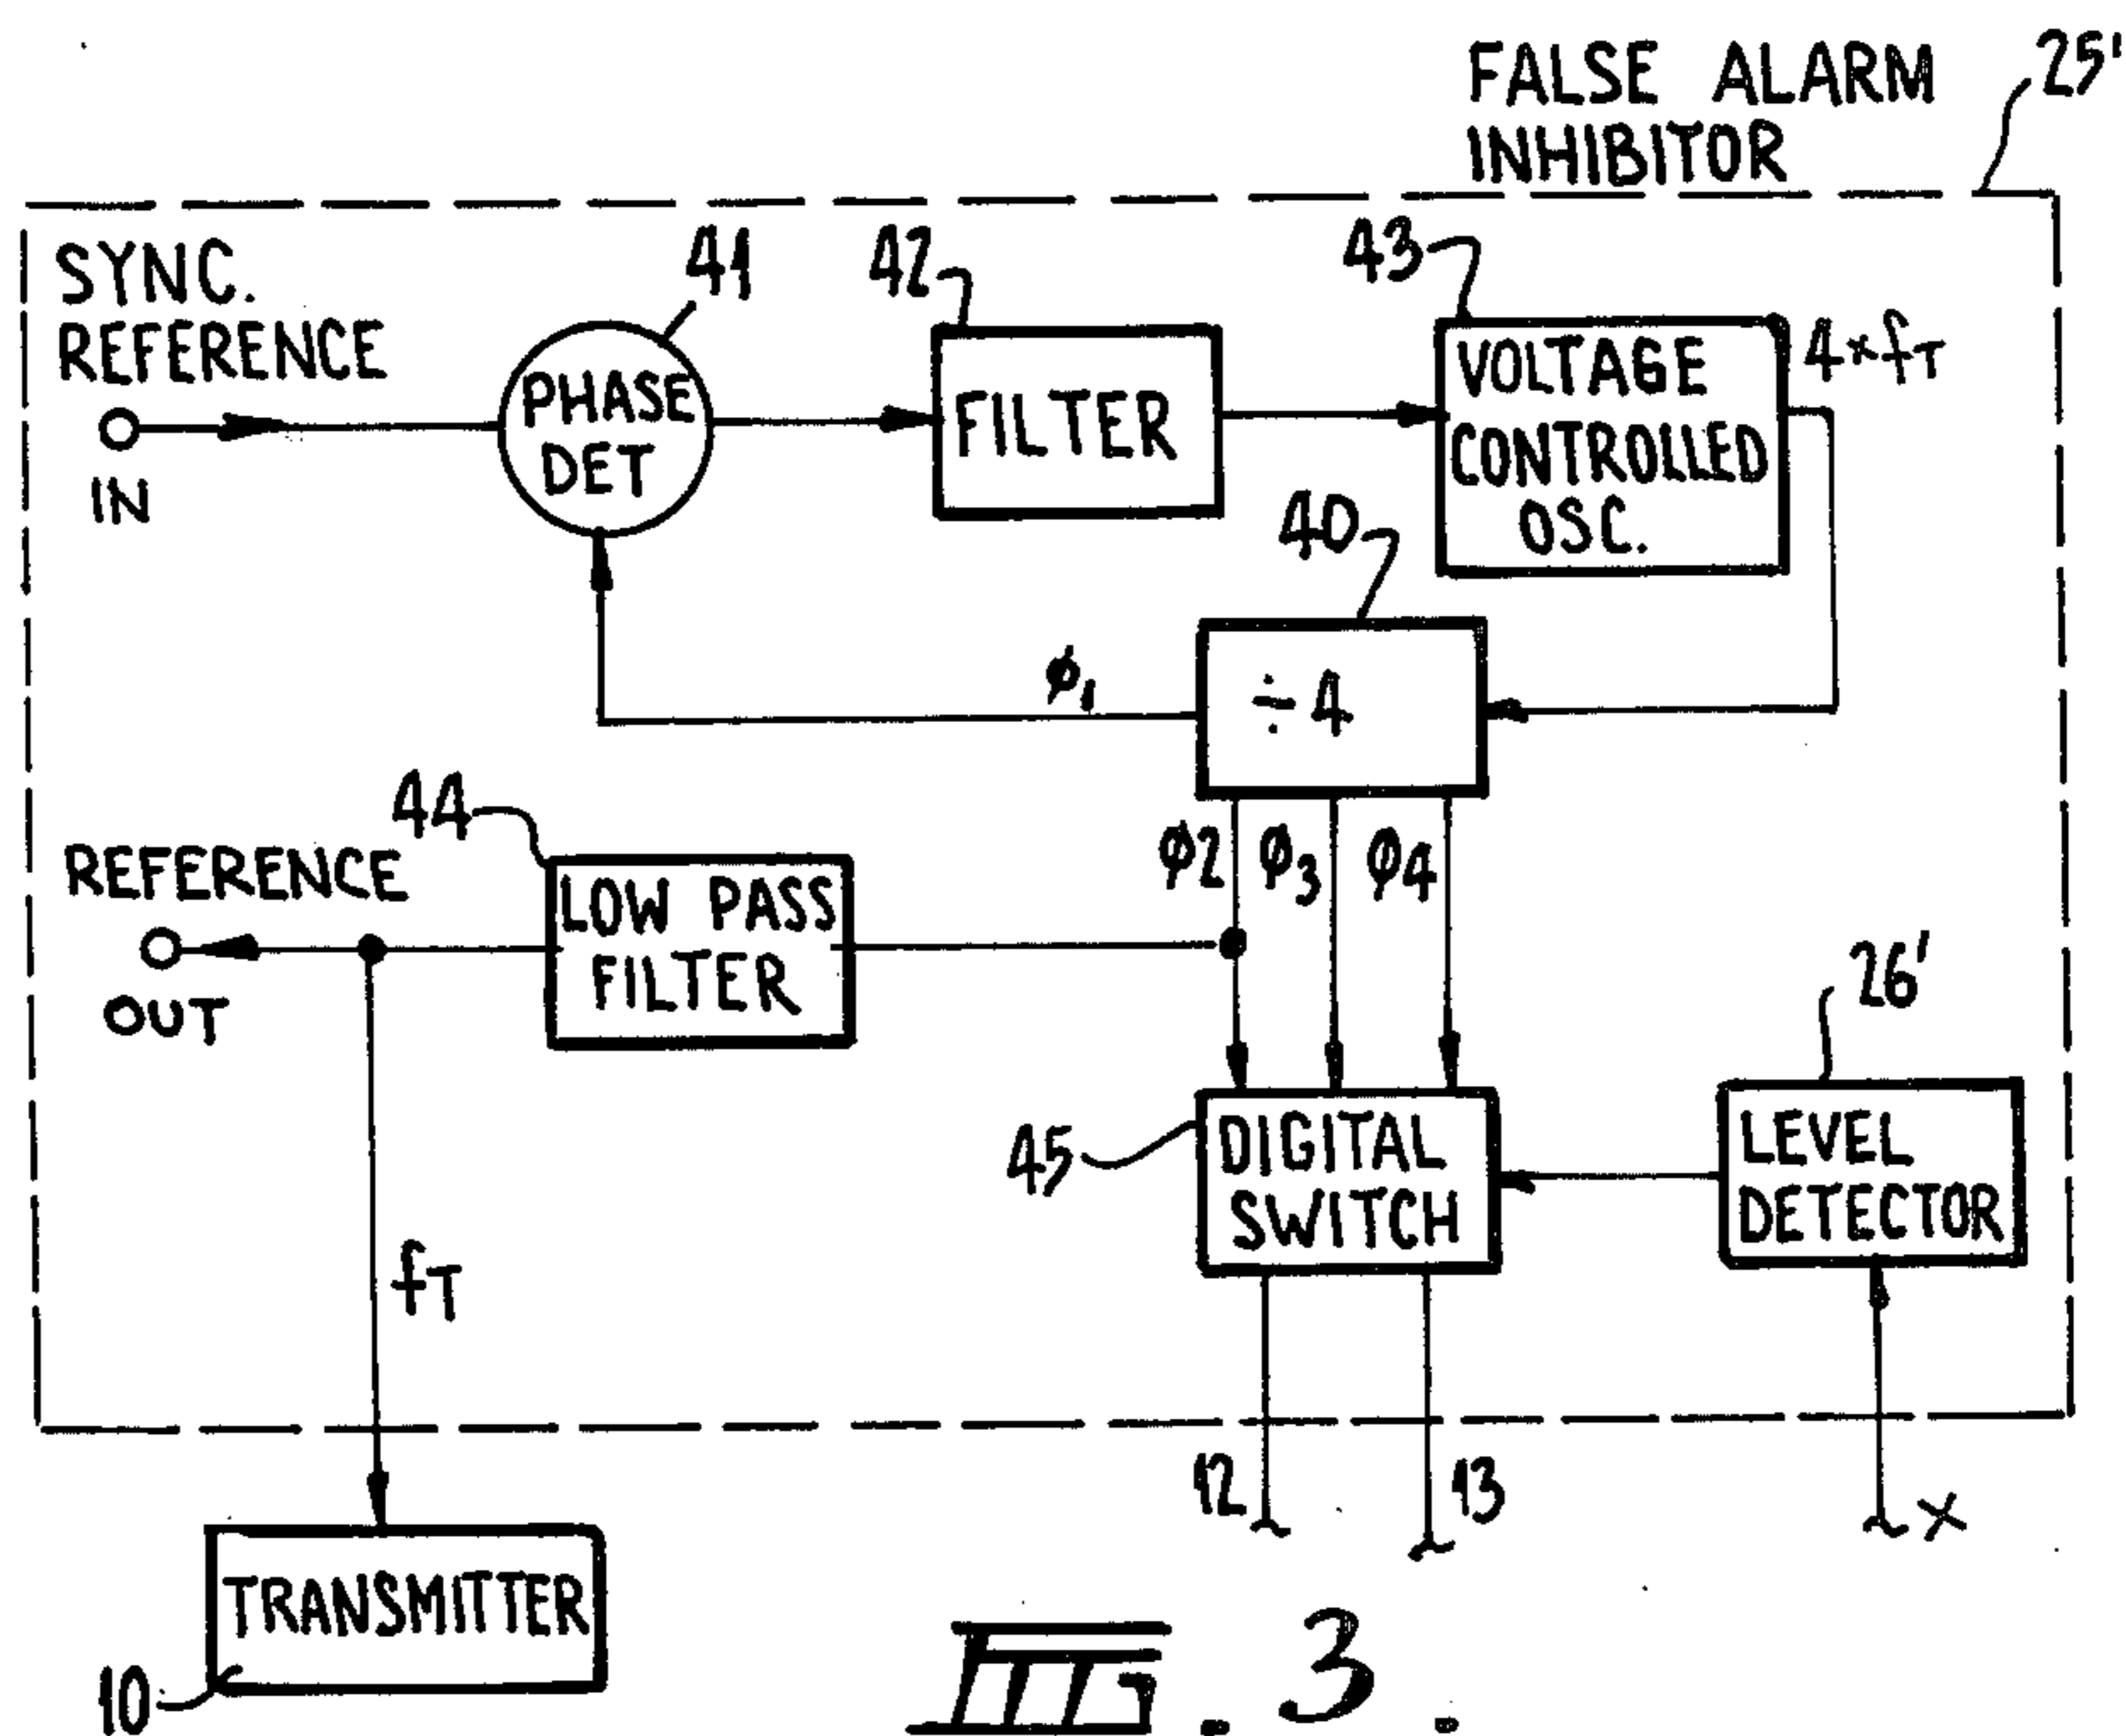 FALSE ALARM
INHIBITOR
25'
SYNC.
REFERENCE
IN
41
PHASE
DET
42
FILTER
43
VOLTAGE
CONTROLLED
OSC.
4×fT
40
÷4
ϕ1
44
REFERENCE
OUT
LOW PASS
FILTER
ϕ2 ϕ3 ϕ4
26'
45
DIGITAL
SWITCH
LEVEL
DETECTOR
fT
12
13
X
TRANSMITTER
10
FIG. 3.